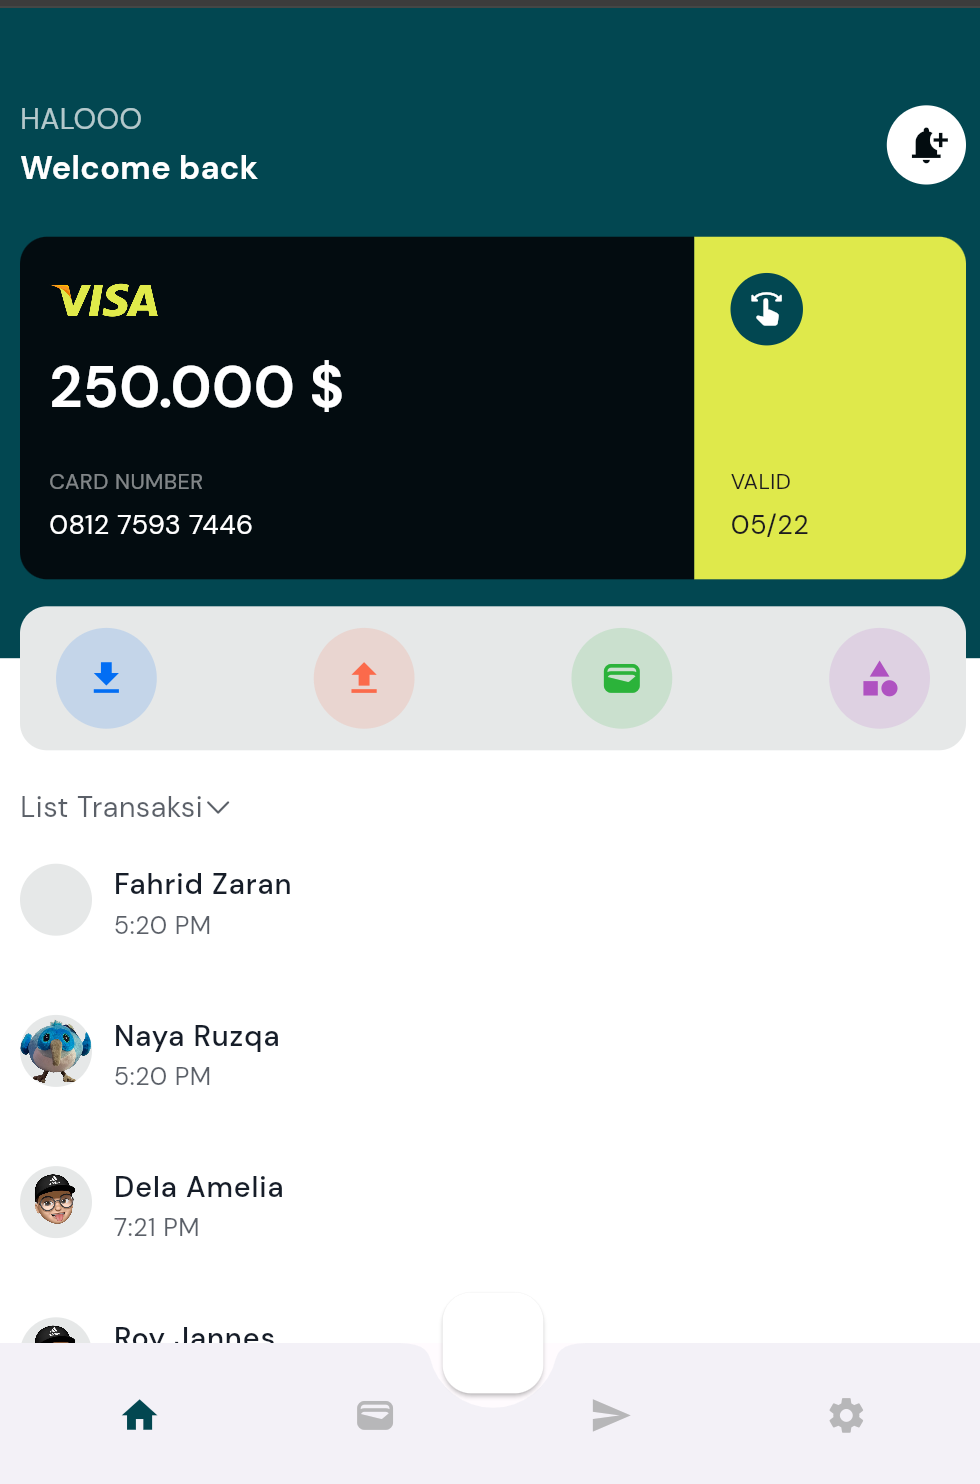 HALOOO
Welcome back
VISA
250.000 $
CARD NUMBER
0812 7593 7446
VALID
05/22
List Transaksi
Fahrid Zaran
5:20 PM
Naya Ruzqa
5:20 PM
Dela Amelia
7:21 PM
Roy Jannes